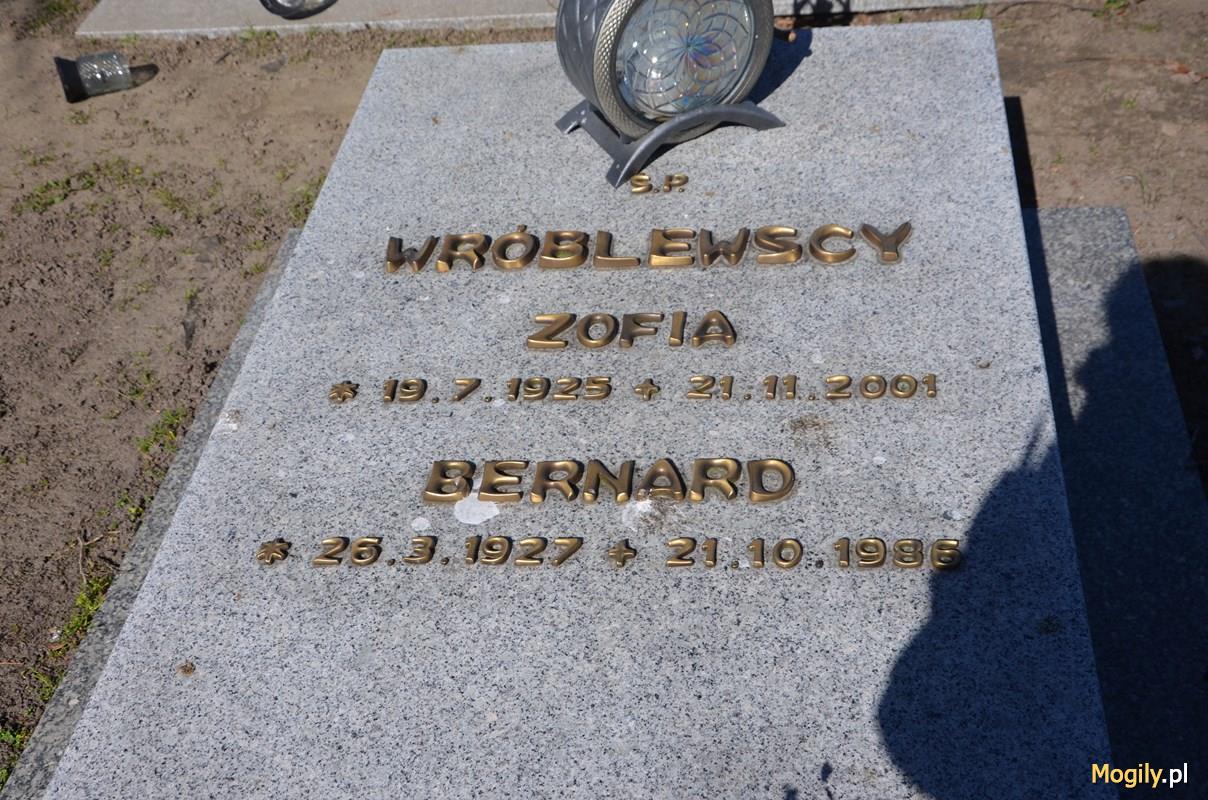 Ś.P.
WRÓBLEWSCY
ZOFIA
* 19.7.1925 + 21.11.2001
BERNARD
* 26.3.1927 + 21.10.1986
Mogily.pl